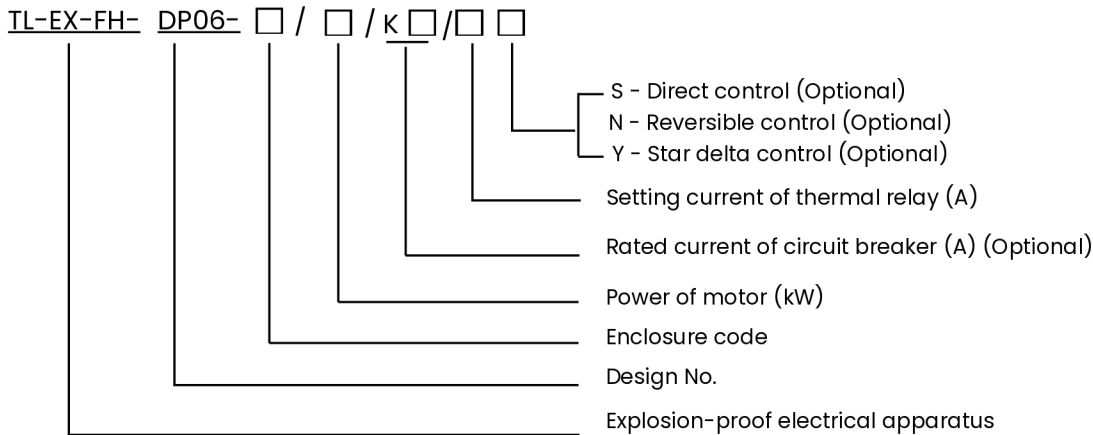 TL-EX-FH- DP06- □ / □ / K □ / □ □
S - Direct control (Optional)
N - Reversible control (Optional)
Y - Star delta control (Optional)
Setting current of thermal relay (A)
Rated current of circuit breaker (A) (Optional)
Power of motor (kW)
Enclosure code
Design No.
Explosion-proof electrical apparatus